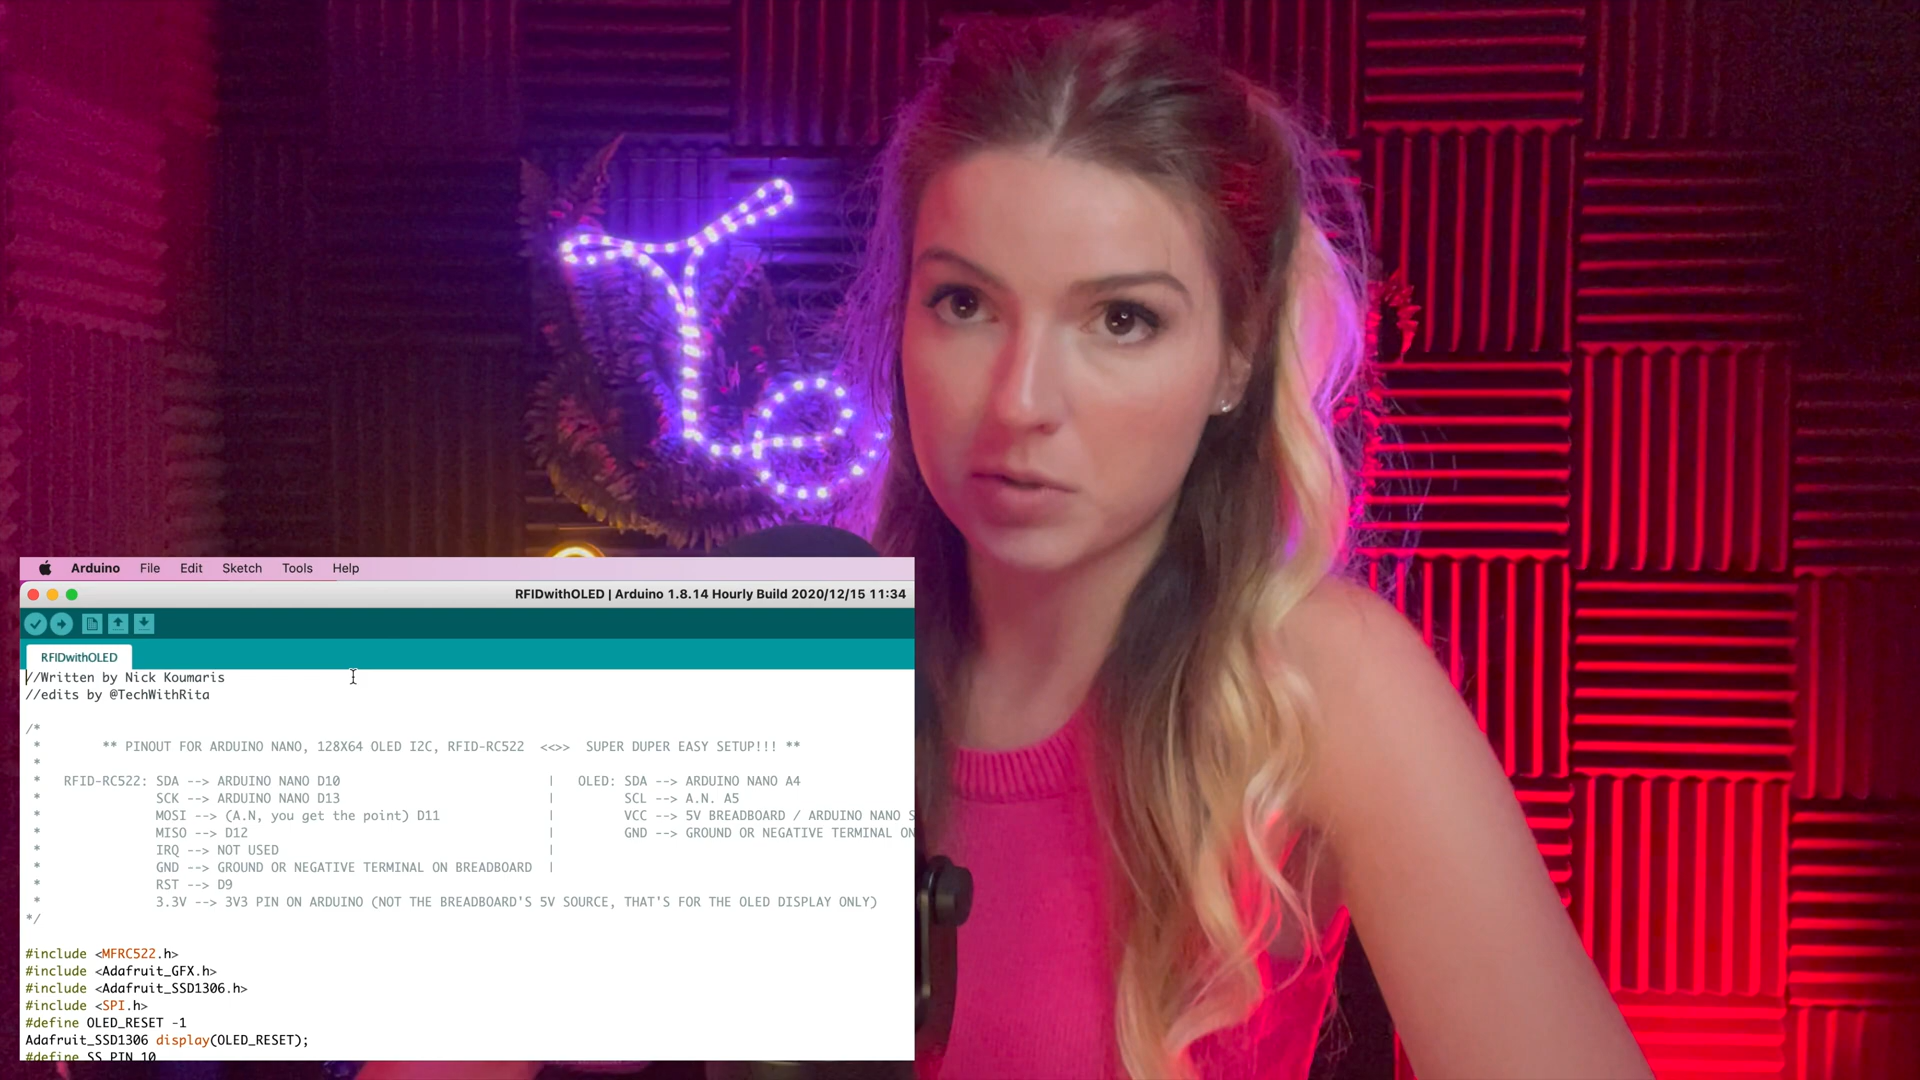 Te
Arduino File Edit Sketch Tools Help
RFIDwithOLED | Arduino 1.8.14 Hourly Build 2020/12/15 11:34
RFIDwithOLED
//Written by Nick Koumaris
//edits by @TechWithRita
/*
* ** PINOUT FOR ARDUINO NANO, 128X64 OLED I2C, RFID-RC522 <<>> SUPER DUPER EASY SETUP!!! **
*
* RFID-RC522: SDA --> ARDUINO NANO D10 | OLED: SDA --> ARDUINO NANO A4
* SCK --> ARDUINO NANO D13 | SCL --> A.N. A5
* MOSI --> (A.N, you get the point) D11 | VCC --> 5V BREADBOARD / ARDUINO NANO
* MISO --> D12 | GND --> GROUND OR NEGATIVE TERMINAL ON
* IRQ --> NOT USED |
* GND --> GROUND OR NEGATIVE TERMINAL ON BREADBOARD |
* RST --> D9
* 3.3V --> 3V3 PIN ON ARDUINO (NOT THE BREADBOARD'S 5V SOURCE, THAT'S FOR THE OLED DISPLAY ONLY)
*/
#include <MFRC522.h>
#include <Adafruit_GFX.h>
#include <Adafruit_SSD1306.h>
#include <SPI.h>
#define OLED_RESET -1
Adafruit_SSD1306 display(OLED_RESET);
#define SS_PIN 10